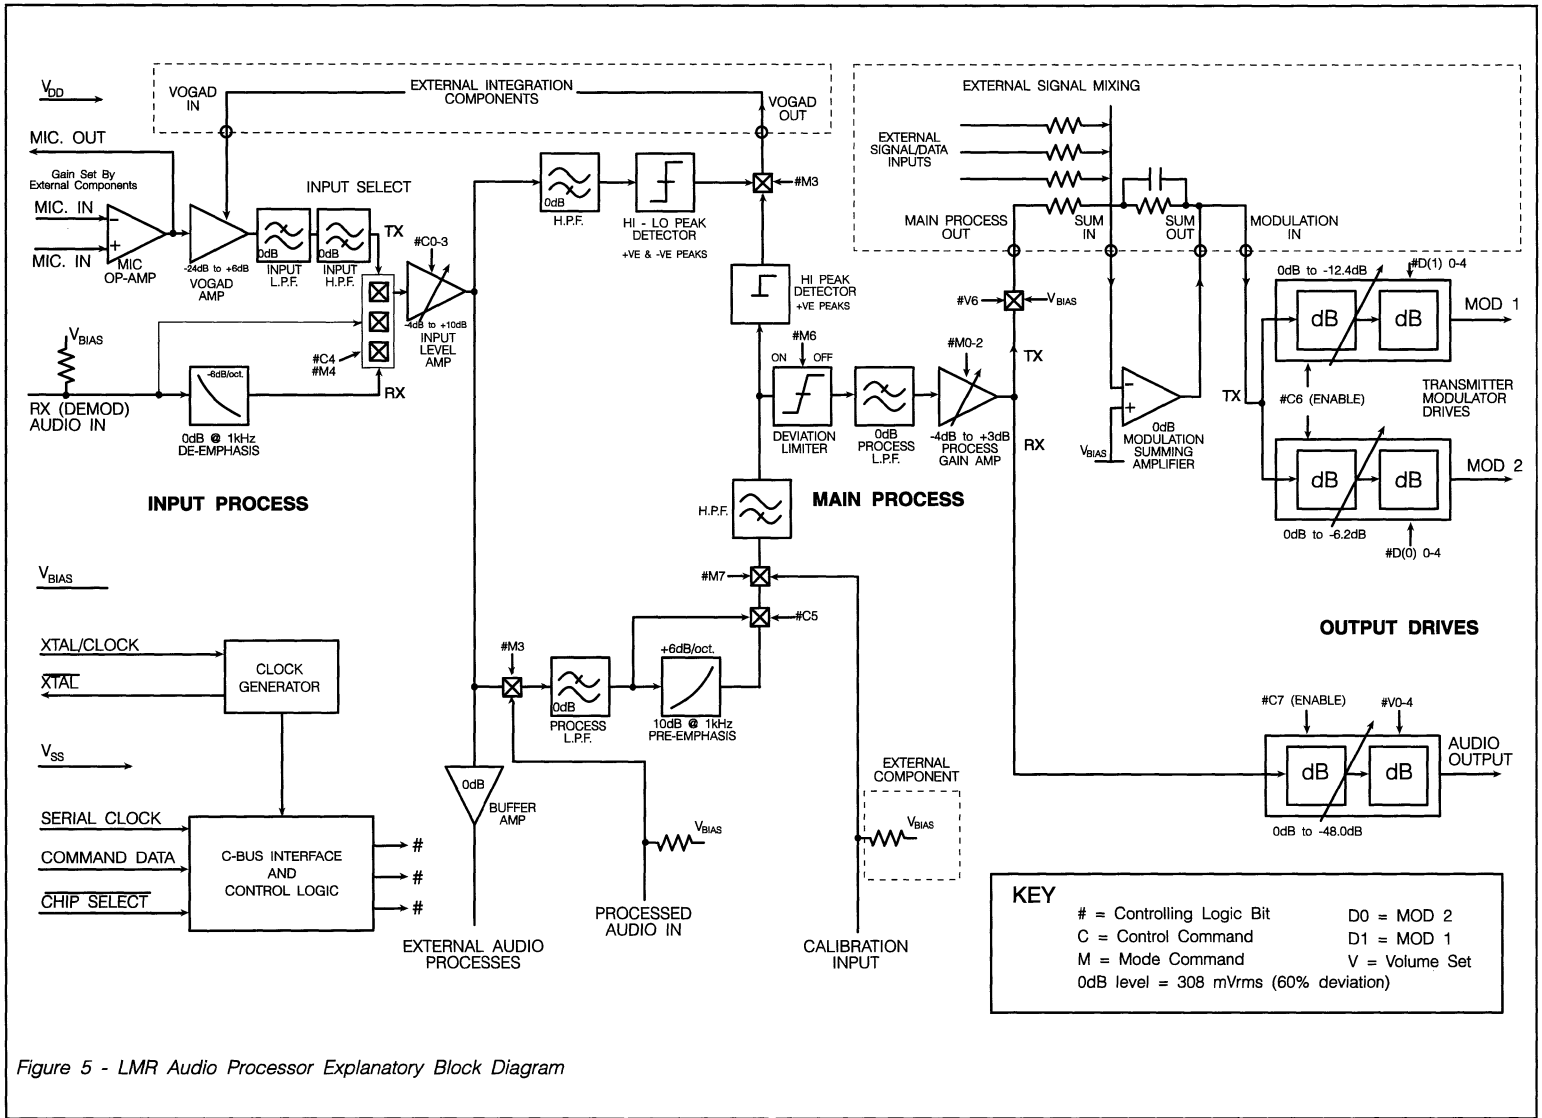 V_DD
MIC. OUT
Gain Set By
External Components
MIC. IN
MIC. IN
−
+
MIC
OP-AMP
VOGAD
IN
EXTERNAL INTEGRATION
COMPONENTS
VOGAD
OUT
-24dB to +6dB
VOGAD
AMP
0dB
INPUT
L.P.F.
0dB
INPUT
H.P.F.
INPUT SELECT
TX
#C0-3
-4dB to +10dB
INPUT
LEVEL
AMP
#C4
#M4
RX
V_BIAS
RX (DEMOD)
AUDIO IN
-6dB/oct.
0dB @ 1kHz
DE-EMPHASIS
INPUT PROCESS
0dB
H.P.F.
HI - LO PEAK
DETECTOR
+VE & -VE PEAKS
#M3
HI PEAK
DETECTOR
+VE PEAKS
#M6
ON OFF
DEVIATION
LIMITER
0dB
PROCESS
L.P.F.
#M0-2
-4dB to +3dB
PROCESS
GAIN AMP
TX
RX
#V6
V_BIAS
H.P.F.
MAIN PROCESS
#M7
#C5
#M3
0dB
PROCESS
L.P.F.
+6dB/oct.
10dB @ 1kHz
PRE-EMPHASIS
EXTERNAL SIGNAL MIXING
EXTERNAL
SIGNAL/DATA
INPUTS
MAIN PROCESS
OUT
SUM
IN
SUM
OUT
MODULATION
IN
−
+
V_BIAS
0dB
MODULATION
SUMMING
AMPLIFIER
TX
0dB to -12.4dB
#D(1) 0-4
dB
dB
MOD 1
#C6 (ENABLE)
TRANSMITTER
MODULATOR
DRIVES
dB
dB
MOD 2
0dB to -6.2dB
#D(0) 0-4
OUTPUT DRIVES
#C7 (ENABLE)
#V0-4
dB
dB
AUDIO
OUTPUT
0dB to -48.0dB
V_BIAS
XTAL/CLOCK
XTAL
CLOCK
GENERATOR
V_SS
SERIAL CLOCK
COMMAND DATA
CHIP SELECT
C-BUS INTERFACE
AND
CONTROL LOGIC
#
#
#
0dB
BUFFER
AMP
EXTERNAL AUDIO
PROCESSES
V_BIAS
PROCESSED
AUDIO IN
EXTERNAL
COMPONENT
V_BIAS
CALIBRATION
INPUT
KEY
# = Controlling Logic Bit
C = Control Command
M = Mode Command
0dB level = 308 mVrms (60% deviation)
D0 = MOD 2
D1 = MOD 1
V = Volume Set
Figure 5 - LMR Audio Processor Explanatory Block Diagram